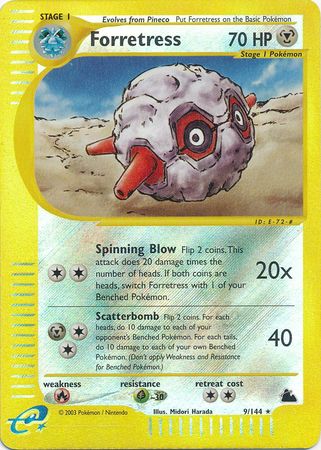 STAGE 1 Evolves from Pineco Put Forretress on the Basic Pokémon
Forretress 70 HP
Stage 1 Pokémon
ID: E-72-#
Spinning Blow Flip 2 coins. This
attack does 20 damage times
the number of heads. If both coins are
heads, switch Forretress with 1 of your
Benched Pokémon.
20x
Scatterbomb Flip 2 coins. For each
heads, do 10 damage to each of your
opponent's Benched Pokémon. For each tails,
do 10 damage to each of your own Benched
Pokémon. (Don't apply Weakness and Resistance
for Benched Pokémon.)
40
weakness resistance retreat cost
-30
e
© 2003 Pokémon / Nintendo Illus. Midori Harada 9/144 ★